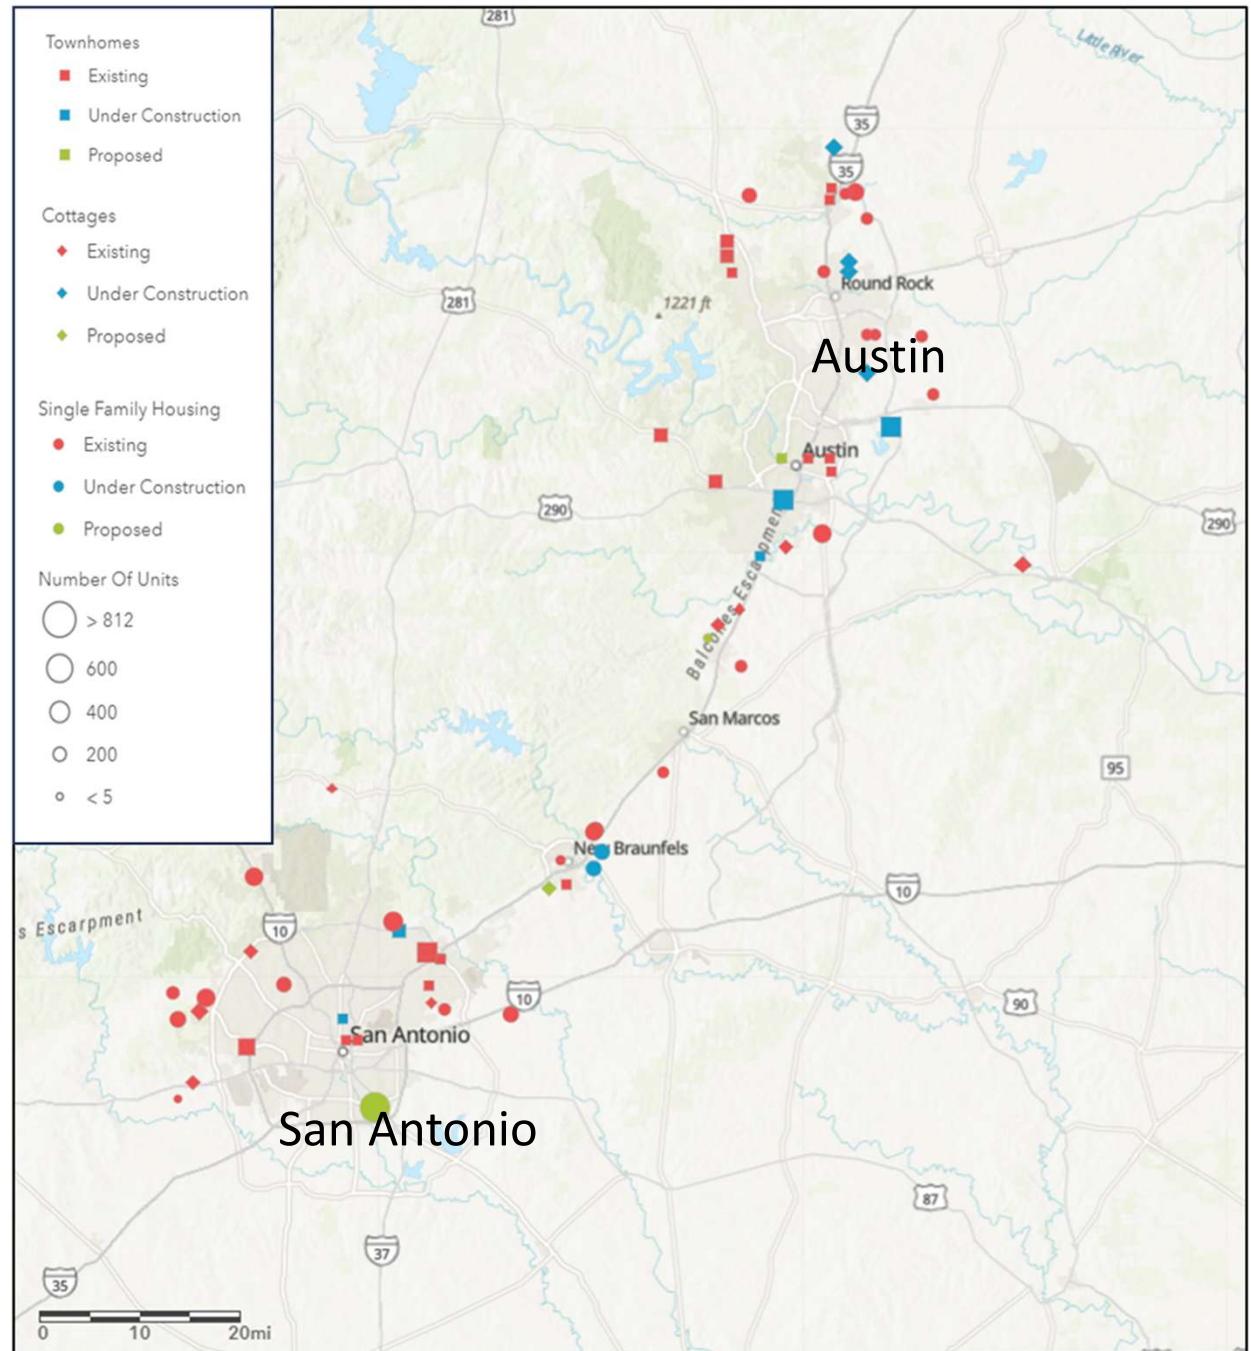 Townhomes
Existing
Under Construction
Proposed
Cottages
Existing
Under Construction
Proposed
Single Family Housing
Existing
Under Construction
Proposed
Number Of Units
> 812
600
400
200
< 5
281
Little River
35
35
Round Rock
281
1221 ft
Austin
Austin
290
290
Balcones Escarpment
San Marcos
95
New Braunfels
10
s Escarpment
10
10
90
San Antonio
San Antonio
87
37
35
0 10 20mi